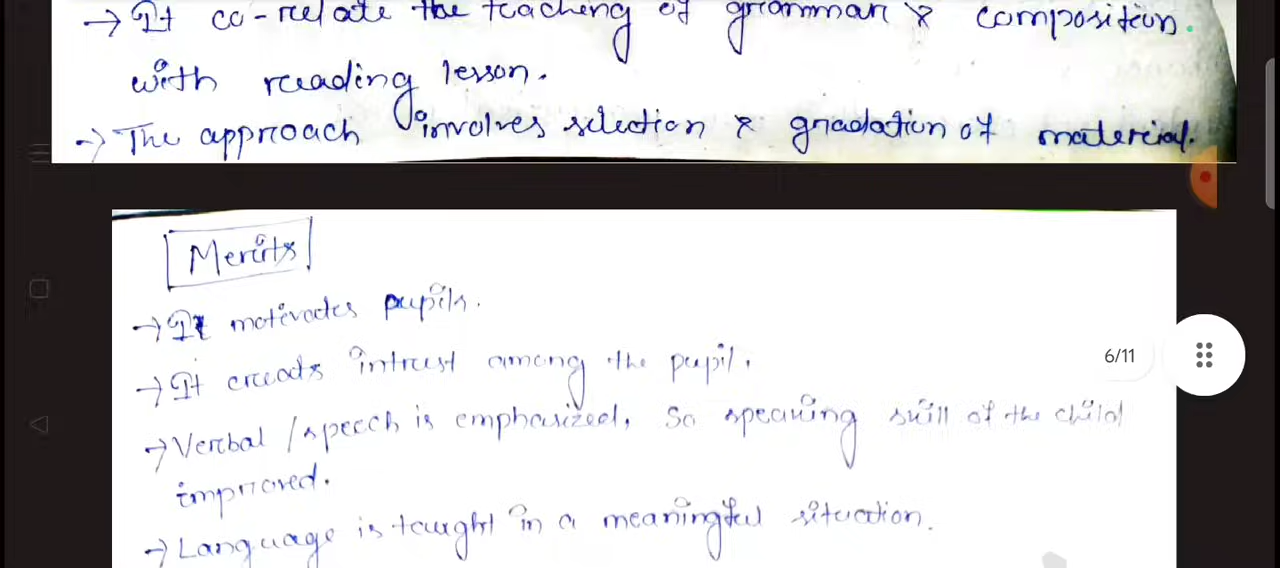 → It co-relate the teaching of grammar & composition.
with reading lesson.
→ The approach involves selection & gradation of material.
Merits
→ It motivates pupils.
6/11
→ It creats intrest among the pupil.
→ Verbal / speech is emphasized, So speaking skill of the child
improved.
→ Language is taught in a meaningful situation.